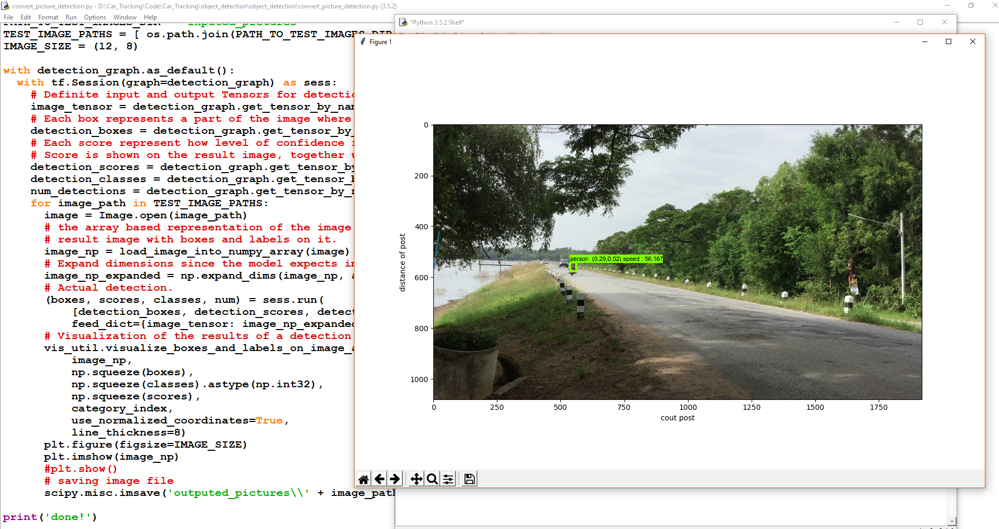 convert_picture_detection.py - D:\Car_Tracking\Code\Car_Tracking\object_detection\object_detection\convert_picture_detection.py (3.5.2)
File Edit Format Run Options Window Help
PATH_TO_TEST_IMAGES_DIR = 'inputed_pictures'
TEST_IMAGE_PATHS = [ os.path.join(PATH_TO_TEST_IMAGES_DIR
IMAGE_SIZE = (12, 8)
with detection_graph.as_default():
with tf.Session(graph=detection_graph) as sess:
# Definite input and output Tensors for detectio
image_tensor = detection_graph.get_tensor_by_nam
# Each box represents a part of the image where
detection_boxes = detection_graph.get_tensor_by_
# Each score represent how level of confidence f
# Score is shown on the result image, together w
detection_scores = detection_graph.get_tensor_by
detection_classes = detection_graph.get_tensor_b
num_detections = detection_graph.get_tensor_by_n
for image_path in TEST_IMAGE_PATHS:
image = Image.open(image_path)
# the array based representation of the image
# result image with boxes and labels on it.
image_np = load_image_into_numpy_array(image)
# Expand dimensions since the model expects in
image_np_expanded = np.expand_dims(image_np, a
# Actual detection.
(boxes, scores, classes, num) = sess.run(
[detection_boxes, detection_scores, detect
feed_dict={image_tensor: image_np_expanded
# Visualization of the results of a detection
vis_util.visualize_boxes_and_labels_on_image_a
image_np,
np.squeeze(boxes),
np.squeeze(classes).astype(np.int32),
np.squeeze(scores),
category_index,
use_normalized_coordinates=True,
line_thickness=8)
plt.figure(figsize=IMAGE_SIZE)
plt.imshow(image_np)
#plt.show()
# saving image file
scipy.misc.imsave('outputed_pictures\\' + image_path
print('done!')
*Python 3.5.2 Shell*
Figure 1
0
200
400
600
800
1000
distance of post
person (0.29,0.52) speed : 56.167
0 250 500 750 1000 1250 1500 1750
cout post